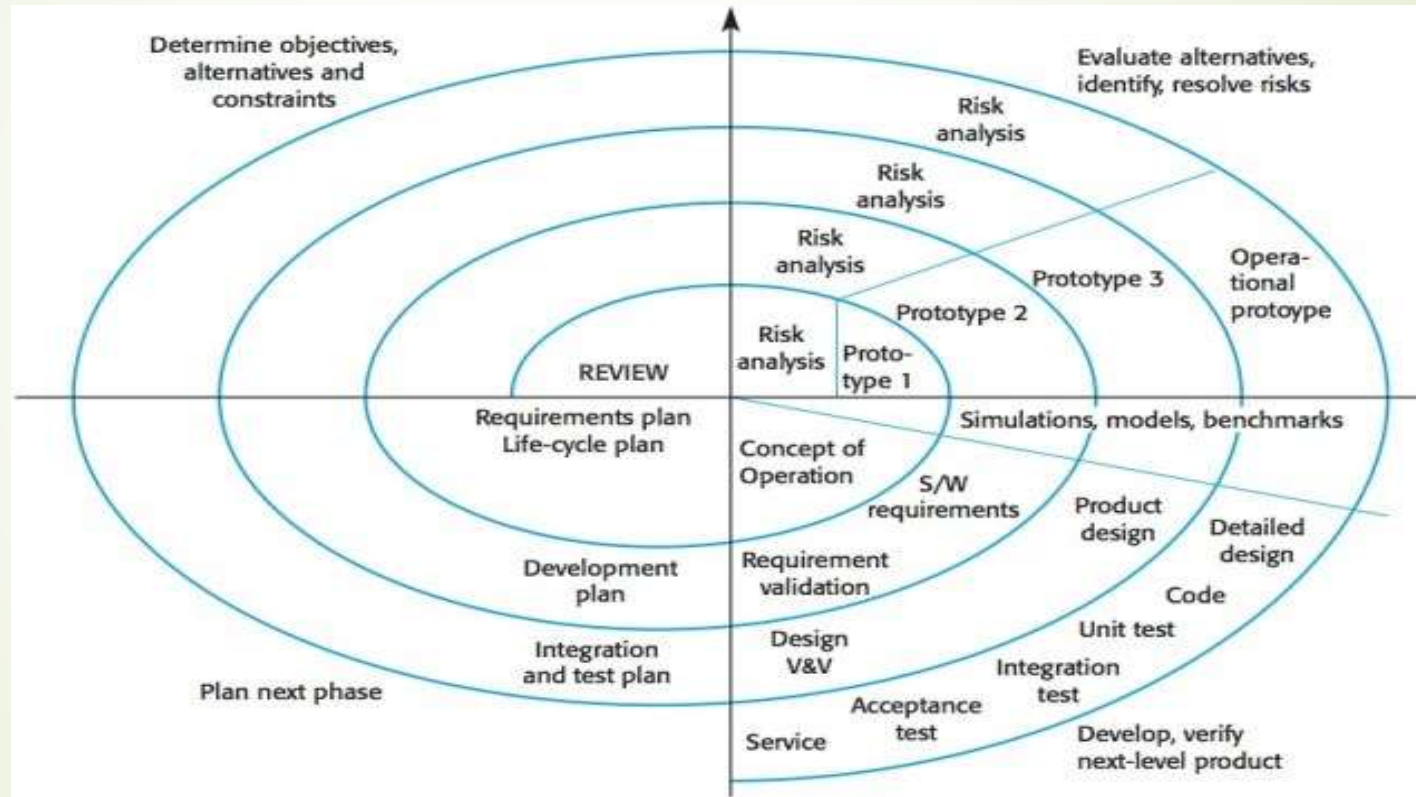 Determine objectives,
alternatives and
constraints
Evaluate alternatives,
identify, resolve risks
Risk
analysis
Risk
analysis
Risk
analysis
Risk
analysis
Proto-
type 1
Prototype 2
Prototype 3
Opera-
tional
protoype
REVIEW
Requirements plan
Life-cycle plan
Simulations, models, benchmarks
Concept of
Operation
S/W
requirements
Product
design
Detailed
design
Development
plan
Requirement
validation
Code
Unit test
Integration
and test plan
Design
V&V
Integration
test
Plan next phase
Acceptance
test
Service
Develop, verify
next-level product